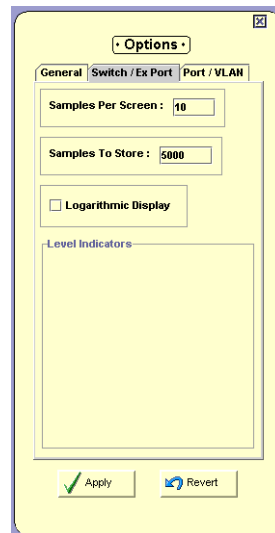 • Options •
General Switch / Ex Port Port / VLAN
Samples Per Screen : 10
Samples To Store : 5000
Logarithmic Display
Level Indicators
Apply Revert